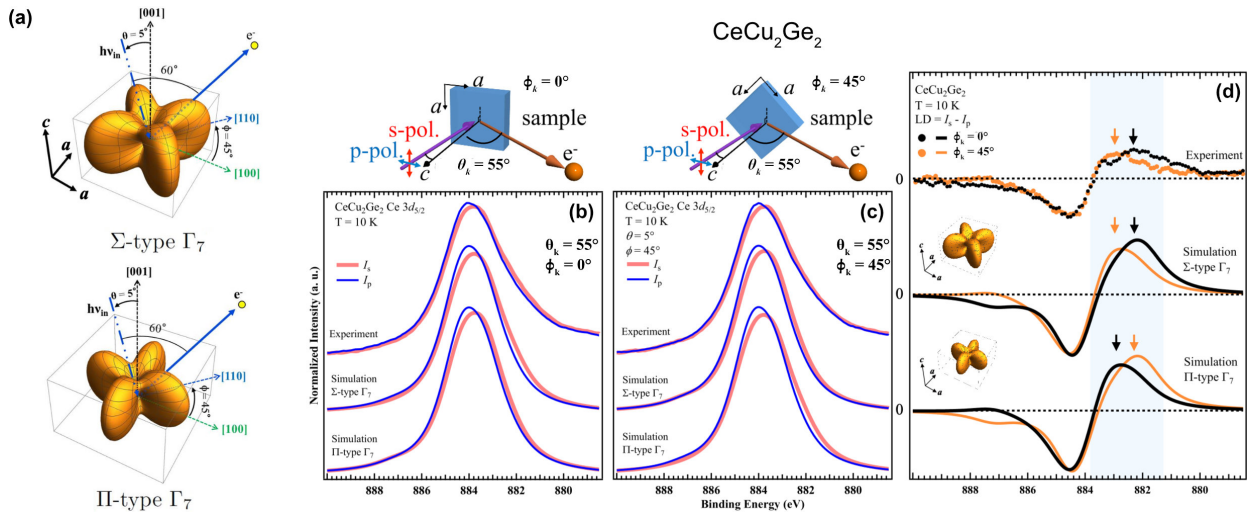 (a)
[001]
θ = 5°
hνin
e-
60°
[110]
ϕ = 45°
[100]
c
a
a
Σ-type Γ7
[001]
θ = 5°
hνin
e-
60°
[110]
ϕ = 45°
[100]
Π-type Γ7
CeCu2Ge2
a
a
ϕk = 0°
s-pol.
sample
p-pol.
c
θk = 55°
e-
a
a
ϕk = 45°
s-pol.
sample
p-pol.
c
θk = 55°
e-
Normalized Intensity (a. u.)
CeCu2Ge2 Ce 3d5/2
(b)
T = 10 K
θk = 55°
ϕk = 0°
Is
Ip
Experiment
Simulation
Σ-type Γ7
Simulation
Π-type Γ7
888
886
884
882
880
CeCu2Ge2 Ce 3d5/2
(c)
T = 10 K
θ = 5°
ϕ = 45°
θk = 55°
ϕk = 45°
Is
Ip
Experiment
Simulation
Σ-type Γ7
Simulation
Π-type Γ7
888
886
884
882
880
Binding Energy (eV)
(d)
CeCu2Ge2
T = 10 K
LD = Is - Ip
ϕk = 0°
ϕk = 45°
Experiment
0
c
a
a
Simulation
Σ-type Γ7
0
c
a
a
Simulation
Π-type Γ7
0
888
886
884
882
880